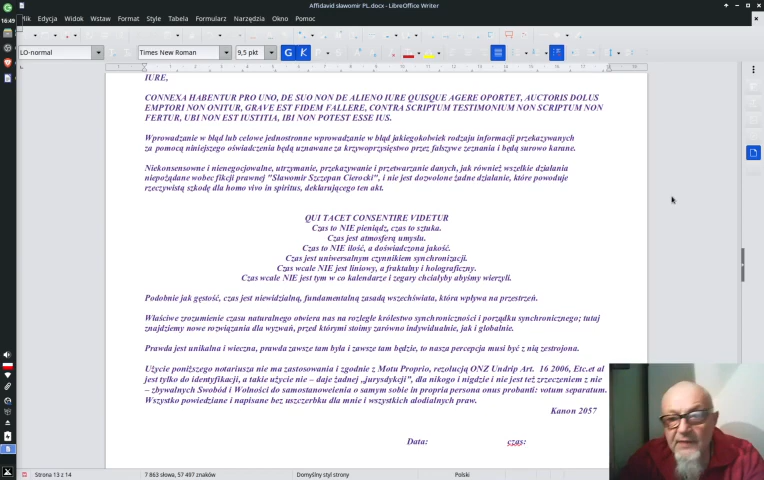 Affidavid sławomir PL.docx - LibreOffice Writer
16:49
Plik Edycja Widok Wstaw Format Style Tabela Formularz Narzędzia Okno Pomoc
LO-normal Times New Roman 9,5 pkt G K P
IURE,
CONNEXA HABENTUR PRO UNO, DE SUO NON DE ALIENO IURE QUISQUE AGERE OPORTET, AUCTORIS DOLUS
EMPTORI NON ONITUR, GRAVE EST FIDEM FALLERE, CONTRA SCRIPTUM TESTIMONIUM NON SCRIPTUM NON
FERTUR, UBI NON EST IUSTITIA, IBI NON POTEST ESSE IUS.
Wprowadzanie w błąd lub celowe jednostronne wprowadzanie w błąd jakiegokolwiek rodzaju informacji przekazywanych
za pomocą niniejszego oświadczenia będą uznawane za krzywoprzysięstwo przez fałszywe zeznania i będą surowo karane.
Niekonsensowne i nienegocjowalne, utrzymanie, przekazywanie i przetwarzanie danych, jak również wszelkie działania
niepożądane wobec fikcji prawnej "Sławomir Szczepan Cierocki", i nie jest dozwolone żadne działanie, które powoduje
rzeczywistą szkodę dla homo vivo in spiritus, deklarującego ten akt.
QUI TACET CONSENTIRE VIDETUR
Czas to NIE pieniądz, czas to sztuka.
Czas jest atmosferą umysłu.
Czas to NIE ilość, a doświadczona jakość.
Czas jest uniwersalnym czynnikiem synchronizacji.
Czas wcale NIE jest liniowy, a fraktalny i holograficzny.
Czas wcale NIE jest tym w co kalendarze i zegary chciałyby abyśmy wierzyli.
Podobnie jak gęstość, czas jest niewidzialną, fundamentalną zasadą wszechświata, która wpływa na przestrzeń.
Właściwe zrozumienie czasu naturalnego otwiera nas na rozległe królestwo synchroniczności i porządku synchronicznego; tutaj
znajdziemy nowe rozwiązania dla wyzwań, przed którymi stoimy zarówno indywidualnie, jak i globalnie.
Prawda jest unikalna i wieczna, prawda zawsze tam była i zawsze tam będzie, to nasza percepcja musi być z nią zestrojona.
Użycie poniższego notariusza nie ma zastosowania i zgodnie z Motu Proprio, rezolucją ONZ Undrip Art. 16 2006, Etc.et al
jest tylko do identyfikacji, a takie użycie nie – daje żadnej „jurysdykcji”, dla nikogo i nigdzie i nie jest też zrzeczeniem z nie
– zbywalnych Swobód i Wolności do samostanoweienia o samym sobie in propria persona onus probanti: votum separatum.
Wszystko powiedziane i napisane bez uszczerbku dla mnie i wszystkich alodialnych praw.
Kanon 2057
Data: czas:
Strona 13 z 14 7 863 słowa, 57 497 znaków Domyślny styl strony Polski